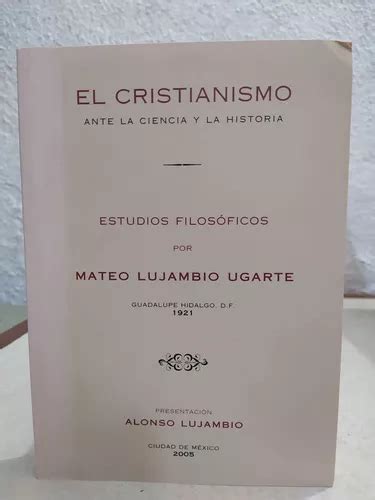 EL CRISTIANISMO
ANTE LA CIENCIA Y LA HISTORIA
ESTUDIOS FILOSÓFICOS
POR
MATEO LUJAMBIO UGARTE
GUADALUPE HIDALGO, D.F.
1921
PRESENTACIÓN
ALONSO LUJAMBIO
CIUDAD DE MÉXICO
2005